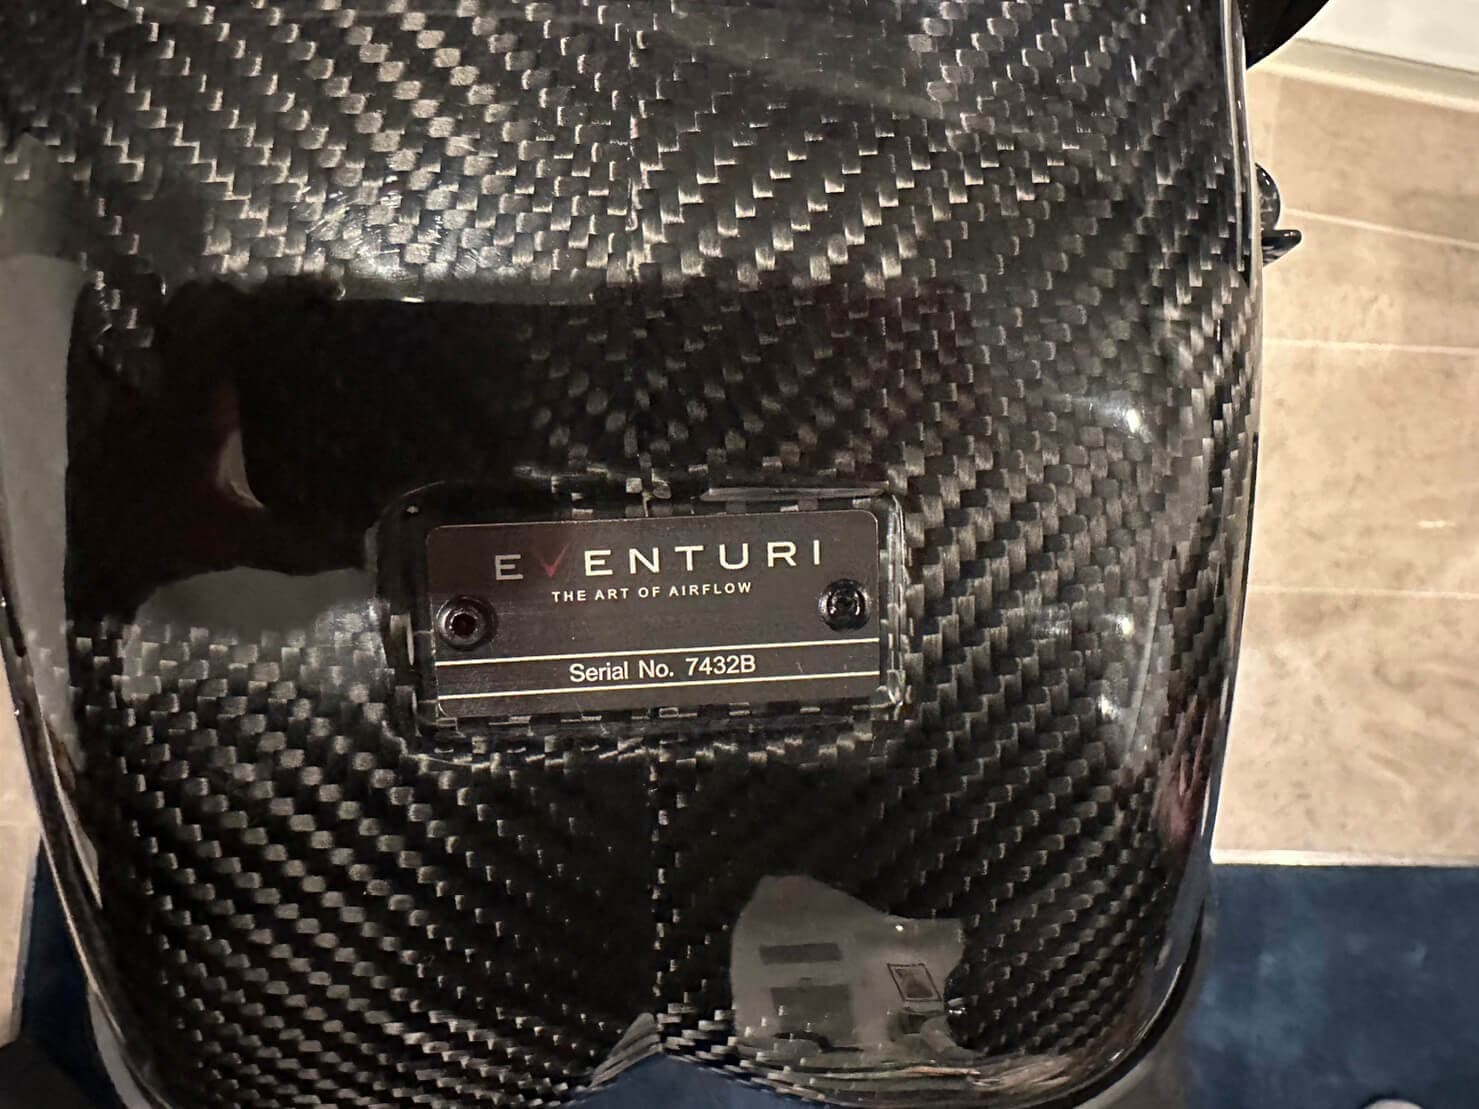 EVENTURI
THE ART OF AIRFLOW
Serial No. 7432B